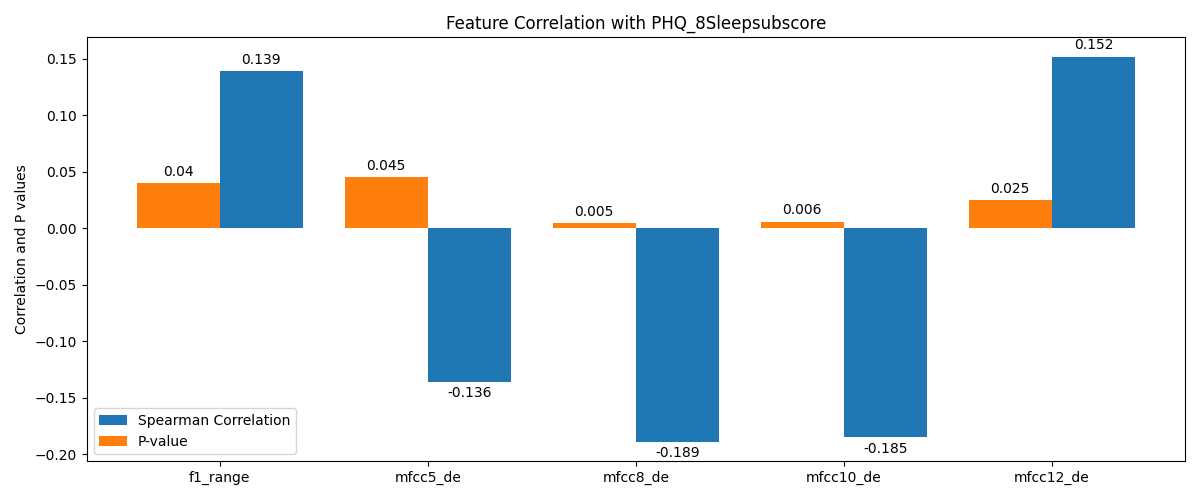 Feature Correlation with PHQ_8Sleepsubscore
Correlation and P values
0.15
0.10
0.05
0.00
−0.05
−0.10
−0.15
−0.20
0.04
0.139
0.045
-0.136
0.005
-0.189
0.006
-0.185
0.025
0.152
Spearman Correlation
P-value
f1_range
mfcc5_de
mfcc8_de
mfcc10_de
mfcc12_de